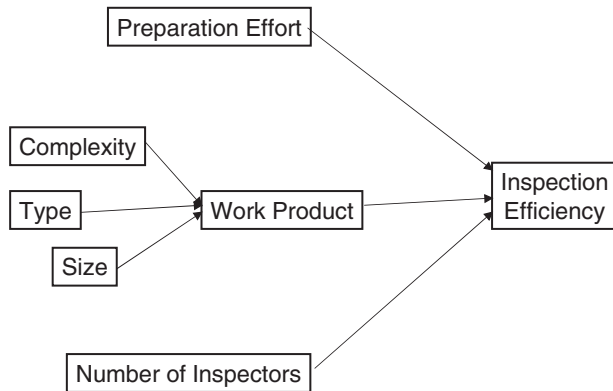 Preparation Effort
Complexity
Type
Size
Work Product
Inspection
Efficiency
Number of Inspectors